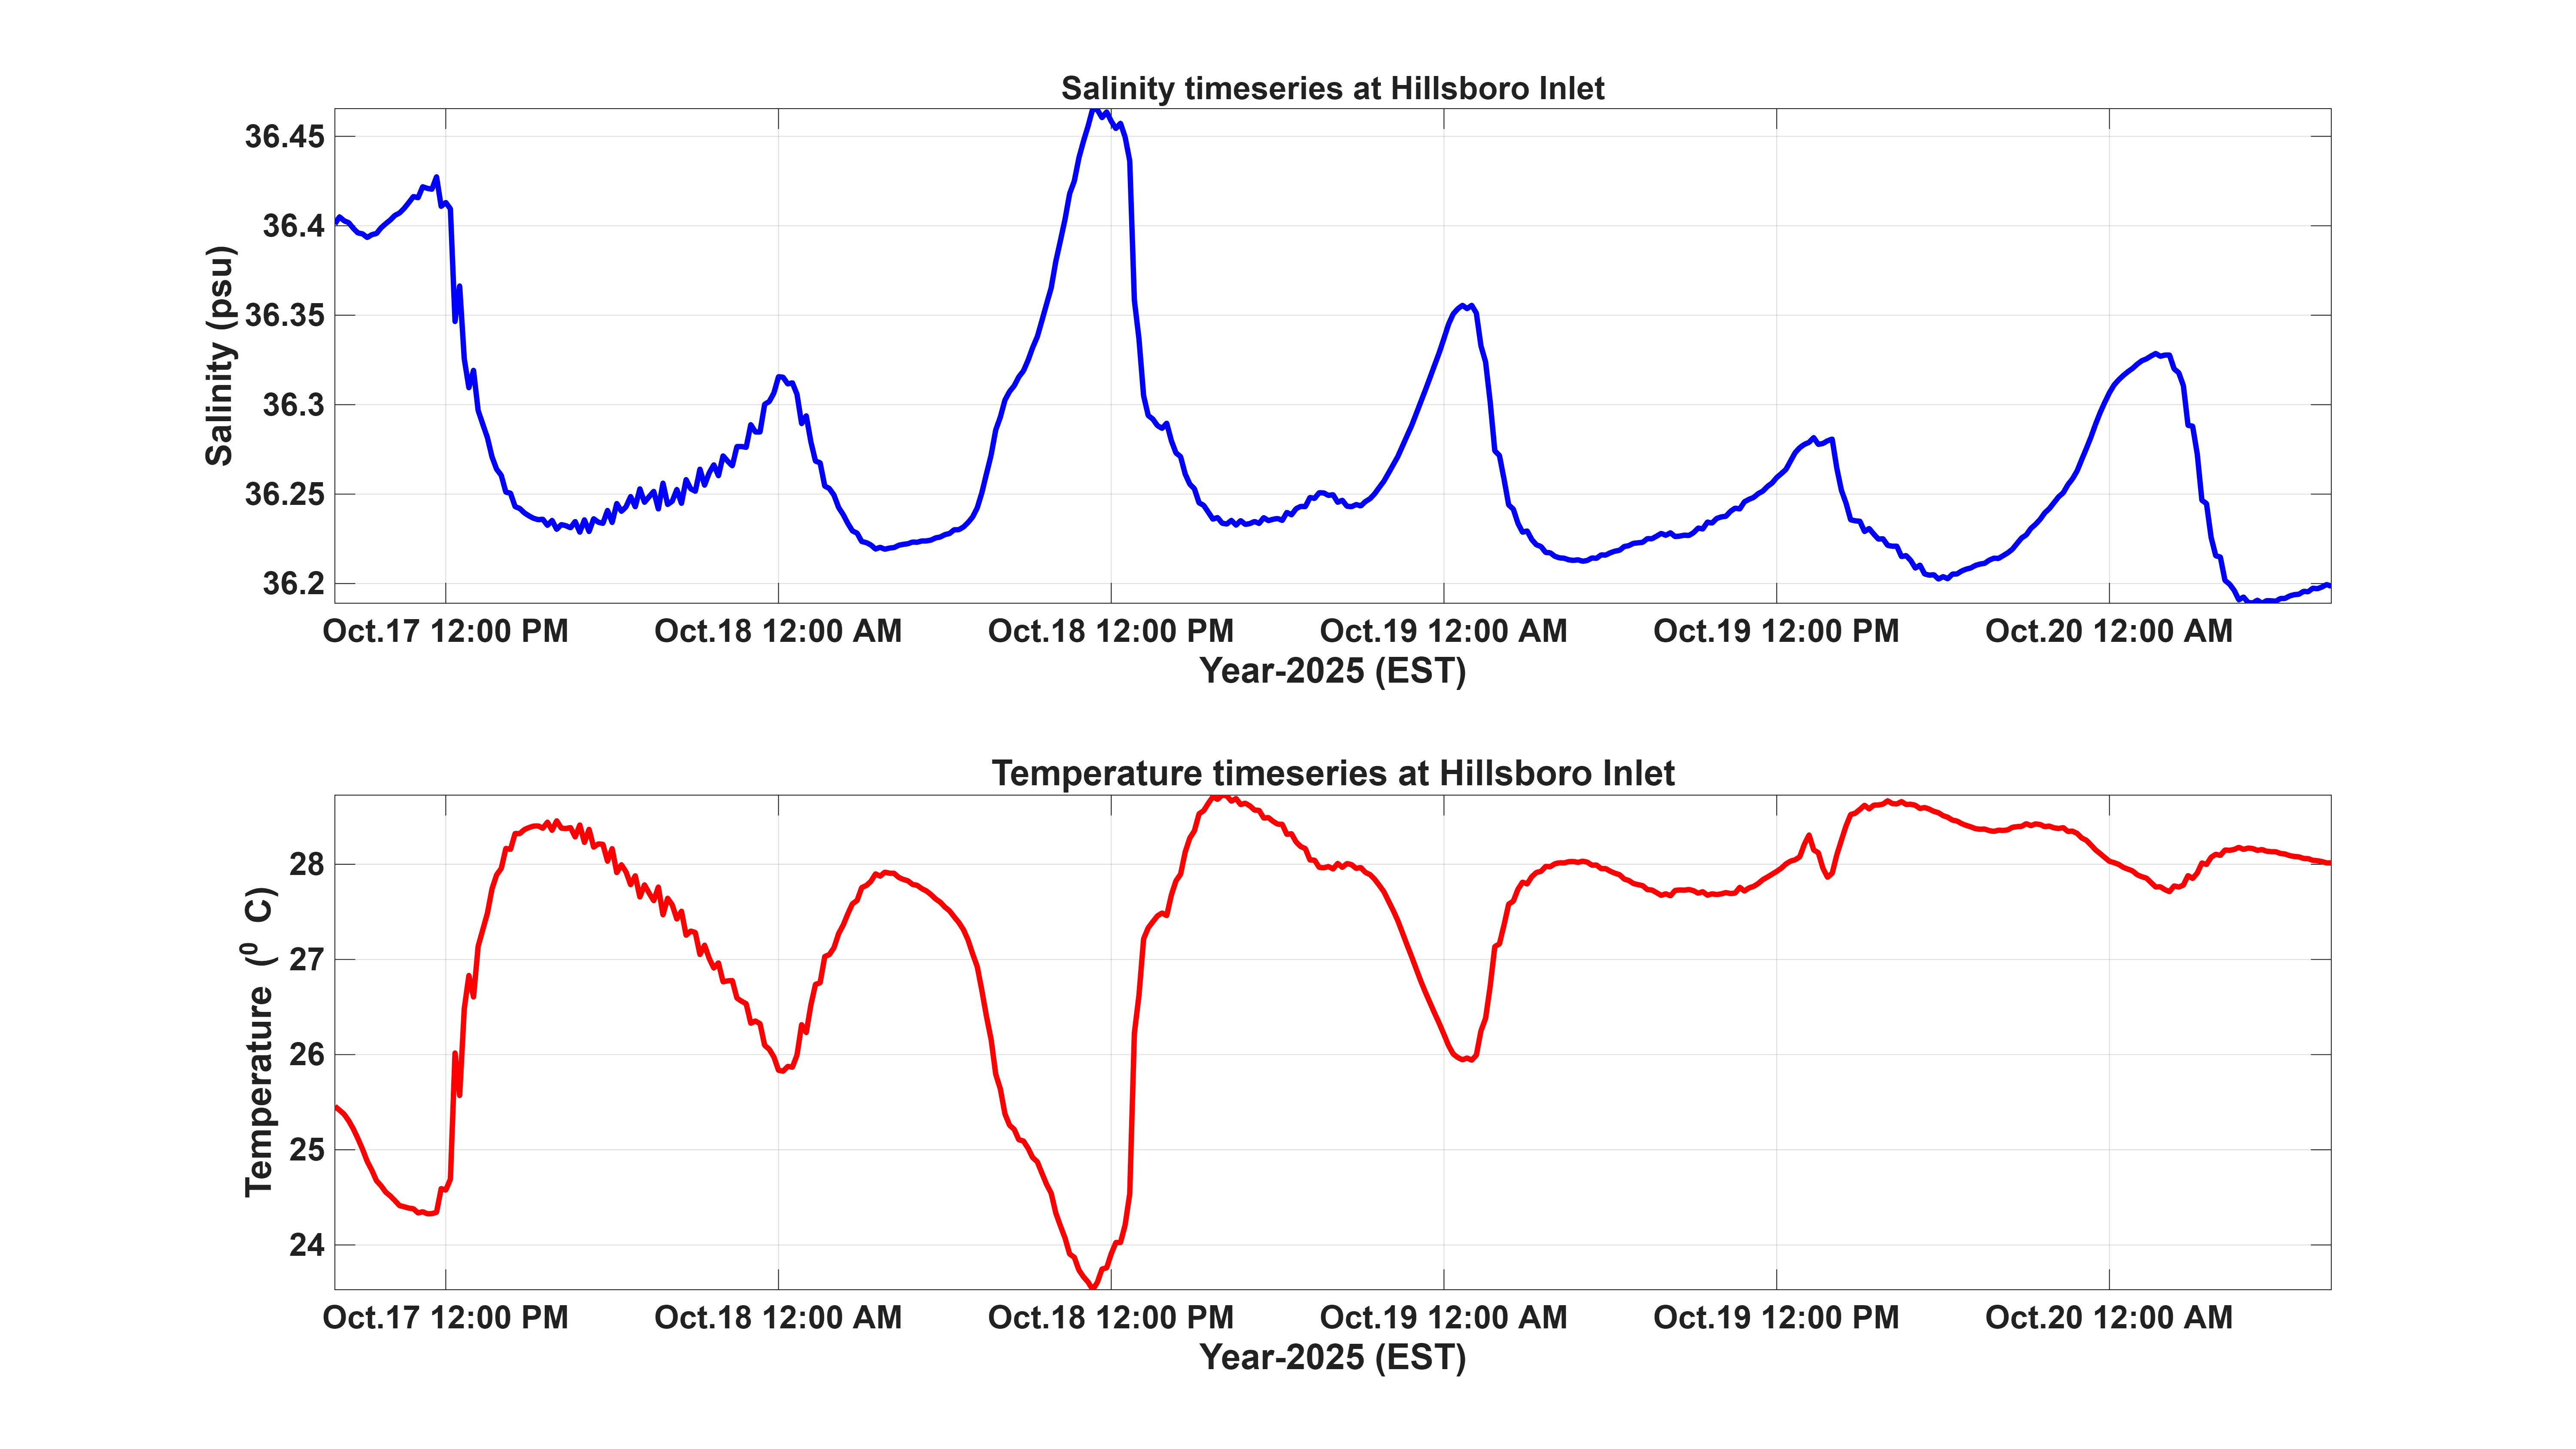 Salinity timeseries at Hillsboro Inlet
36.45
36.4
36.35
36.3
36.25
36.2
Salinity (psu)
Oct.17 12:00 PM Oct.18 12:00 AM Oct.18 12:00 PM Oct.19 12:00 AM Oct.19 12:00 PM Oct.20 12:00 AM
Year-2025 (EST)
Temperature timeseries at Hillsboro Inlet
28
27
26
25
24
Temperature (⁰ C)
Oct.17 12:00 PM Oct.18 12:00 AM Oct.18 12:00 PM Oct.19 12:00 AM Oct.19 12:00 PM Oct.20 12:00 AM
Year-2025 (EST)